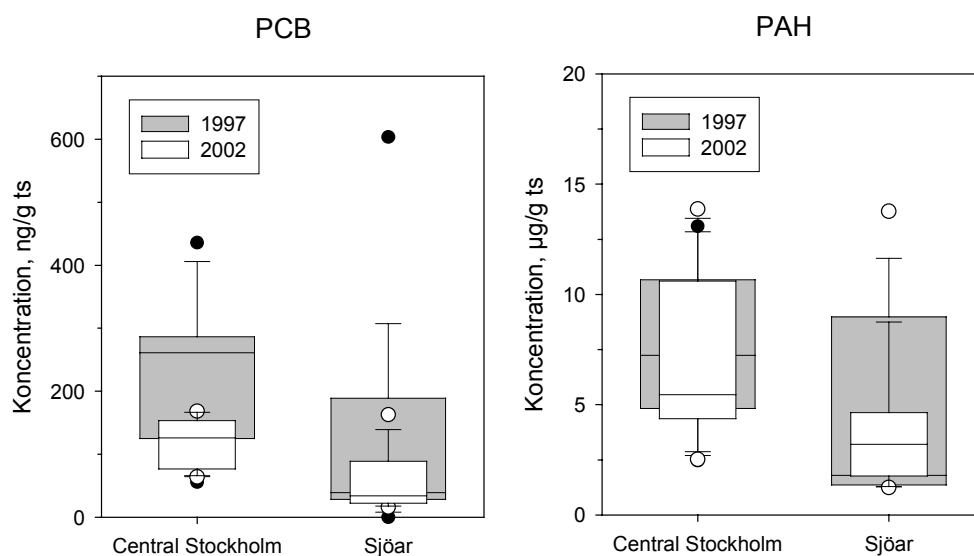 PCB
Koncentration, ng/g ts
600
400
200
0
1997
2002
Central Stockholm
Sjöar
PAH
Koncentration, µg/g ts
20
15
10
5
0
1997
2002
Central Stockholm
Sjöar